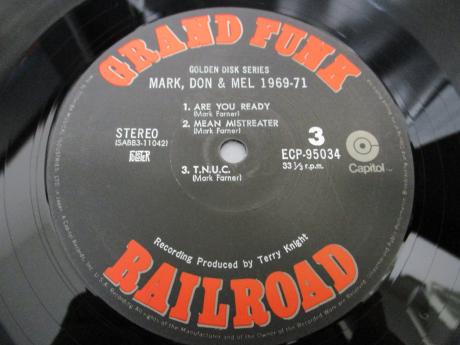 GRAND FUNK
GOLDEN DISK SERIES
MARK, DON & MEL 1969-71
1. ARE YOU READY
(Mark Farner)
2. MEAN MISTREATER
(Mark Farner)
STEREO
(SABB3-11042)
3
ECP-95034
33 1/3 r.p.m.
3. T.N.U.C.
(Mark Farner)
Capitol
Recording Produced by Terry Knight
RAILROAD